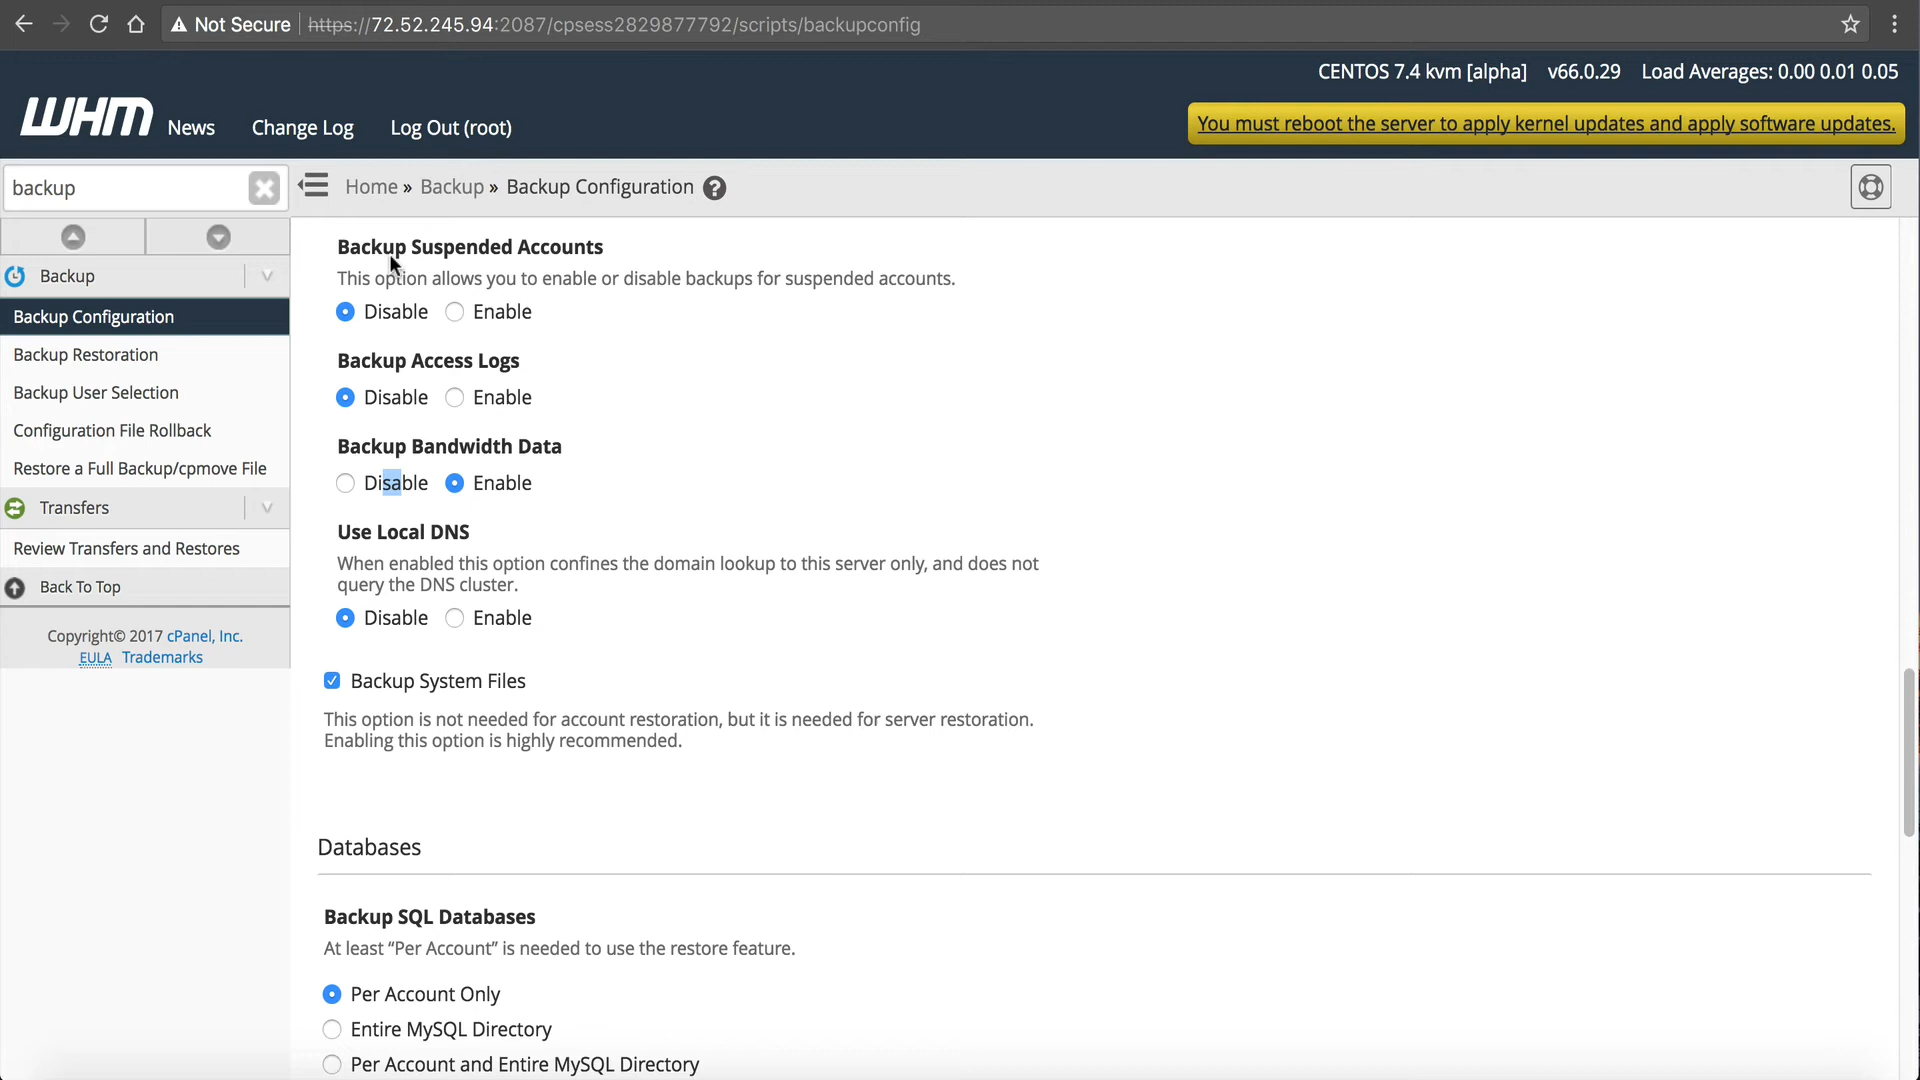 Not Secure https://72.52.245.94:2087/cpsess2829877792/scripts/backupconfig
CENTOS 7.4 kvm [alpha] v66.0.29 Load Averages: 0.00 0.01 0.05
WHM News Change Log Log Out (root)
You must reboot the server to apply kernel updates and apply software updates.
backup
Home » Backup » Backup Configuration ?
Backup
Backup Configuration
Backup Restoration
Backup User Selection
Configuration File Rollback
Restore a Full Backup/cpmove File
Transfers
Review Transfers and Restores
Back To Top
Copyright© 2017 cPanel, Inc.
EULA Trademarks
Backup Suspended Accounts
This option allows you to enable or disable backups for suspended accounts.
Disable Enable
Backup Access Logs
Disable Enable
Backup Bandwidth Data
Disable Enable
Use Local DNS
When enabled this option confines the domain lookup to this server only, and does not
query the DNS cluster.
Disable Enable
Backup System Files
This option is not needed for account restoration, but it is needed for server restoration.
Enabling this option is highly recommended.
Databases
Backup SQL Databases
At least “Per Account” is needed to use the restore feature.
Per Account Only
Entire MySQL Directory
Per Account and Entire MySQL Directory